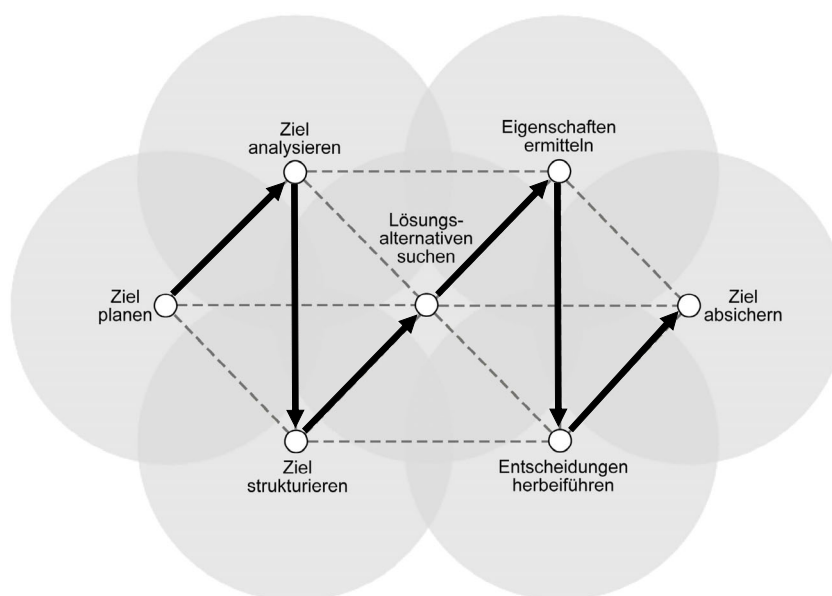 Ziel
analysieren
Eigenschaften
ermitteln
Lösungs-
alternativen
suchen
Ziel
planen
Ziel
absichern
Ziel
strukturieren
Entscheidungen
herbeiführen